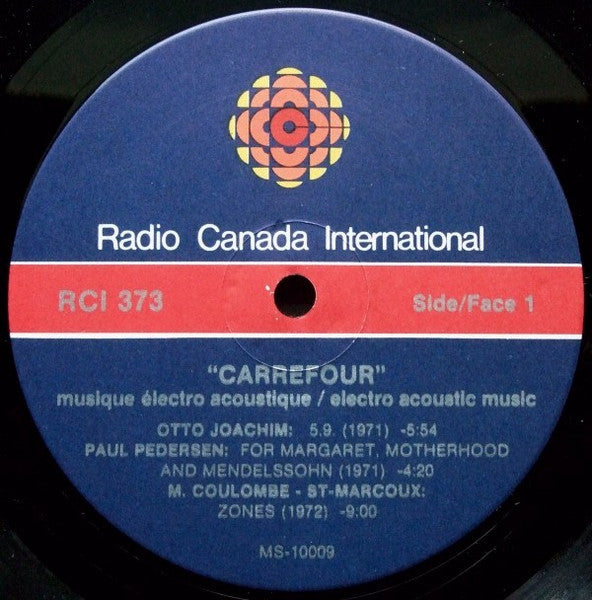 Radio Canada International
RCI 373 Side/Face 1
"CARREFOUR"
musique électro acoustique / electro acoustic music
OTTO JOACHIM: 5.9. (1971) -5:54
PAUL PEDERSEN: FOR MARGARET, MOTHERHOOD
AND MENDELSSOHN (1971) -4:20
M. COULOMBE - ST-MARCOUX:
ZONES (1972) -9:00
MS-10009